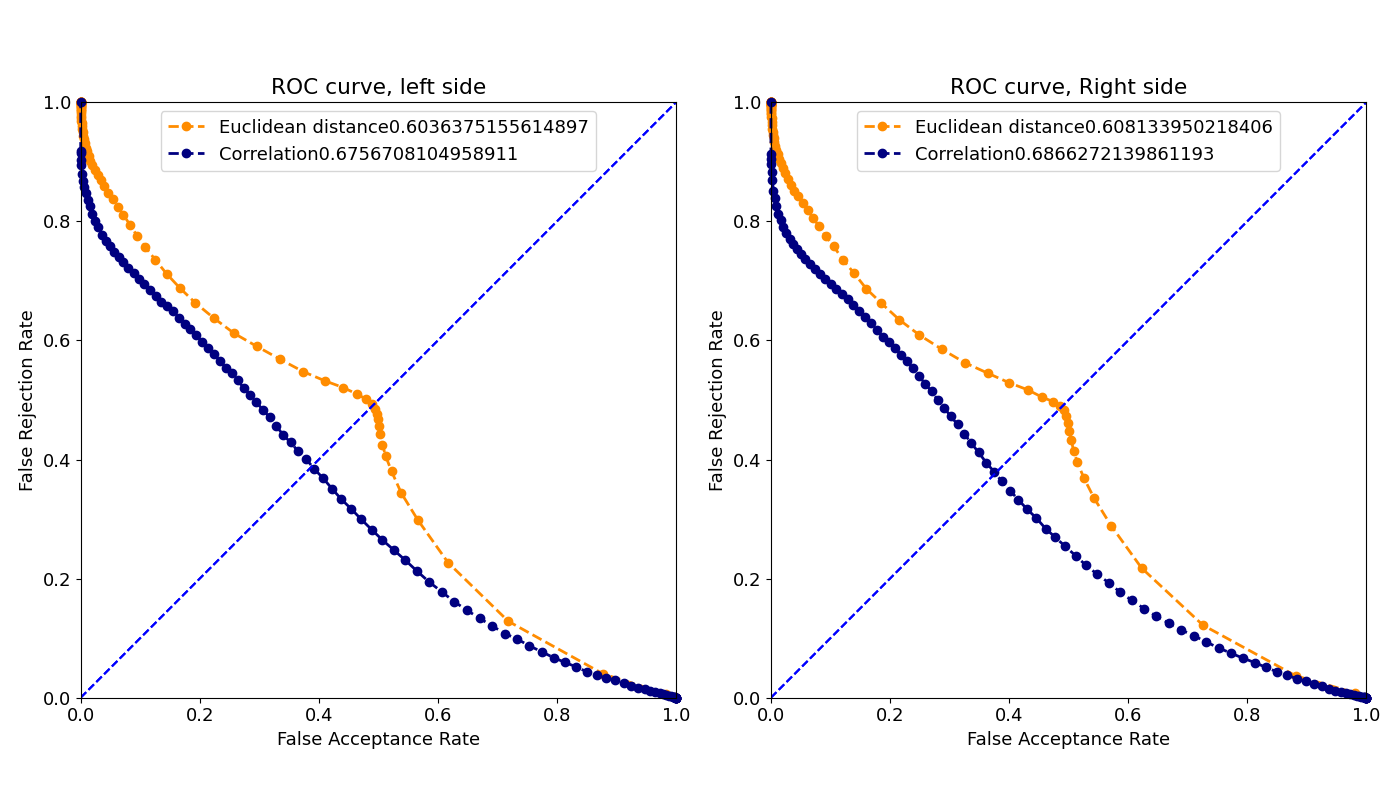 ROC curve, left side
Euclidean distance0.6036375155614897
Correlation0.6756708104958911
1.0
0.8
0.6
0.4
0.2
0.0
False Rejection Rate
0.0 0.2 0.4 0.6 0.8 1.0
False Acceptance Rate
ROC curve, Right side
Euclidean distance0.608133950218406
Correlation0.6866272139861193
1.0
0.8
0.6
0.4
0.2
0.0
False Rejection Rate
0.0 0.2 0.4 0.6 0.8 1.0
False Acceptance Rate